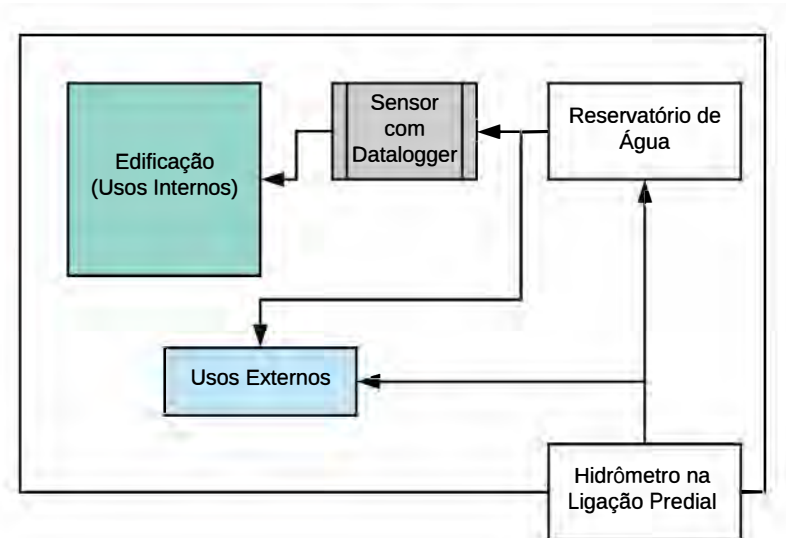 Edificação
(Usos Internos)
Sensor
com
Datalogger
Reservatório de
Água
Usos Externos
Hidrômetro na
Ligação Predial